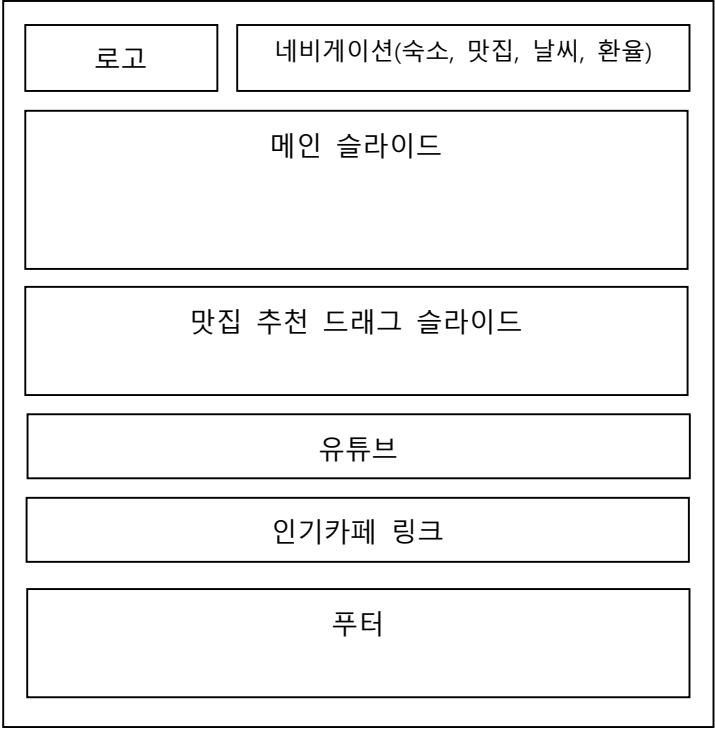 로고
네비게이션(숙소, 맛집, 날씨, 환율)
메인 슬라이드
맛집 추천 드래그 슬라이드
유튜브
인기카페 링크
푸터